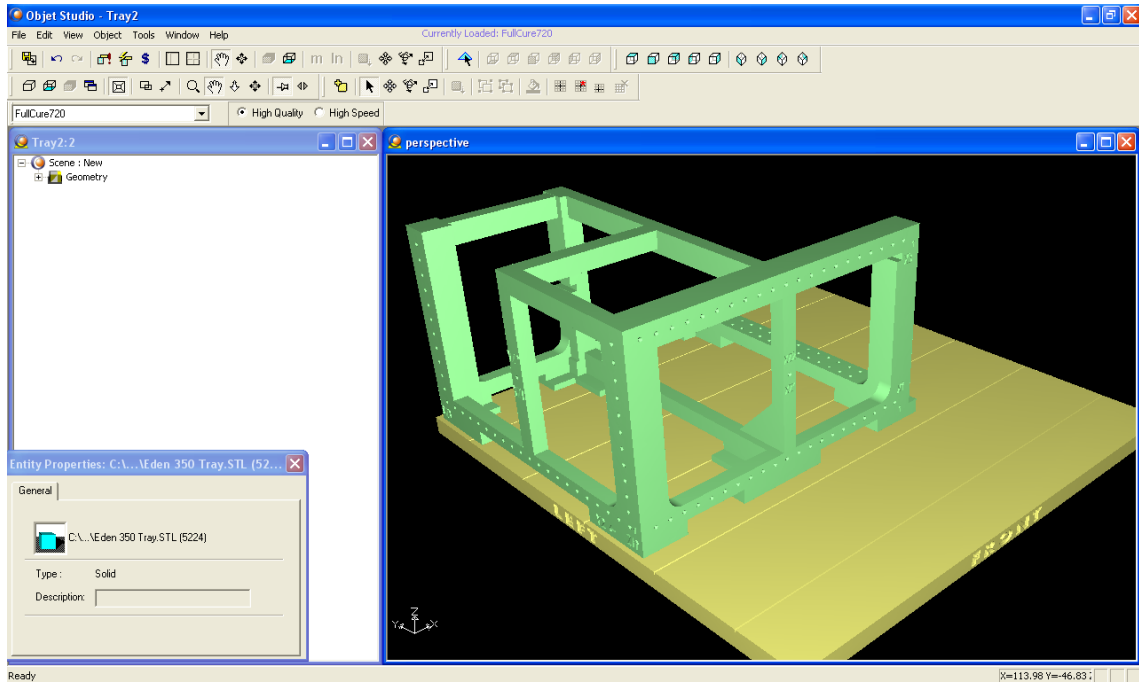 Objet Studio - Tray2
File Edit View Object Tools Window Help
Currently Loaded: FullCure720
FullCure720
High Quality
High Speed
Tray2:2
perspective
Scene : New
Geometry
Entity Properties: C:\...\Eden 350 Tray.STL (52...
General
C:\...\Eden 350 Tray.STL (5224)
Type : Solid
Description:
LEFT
Z
Y
X
Ready
X=113.98 Y=-46.83